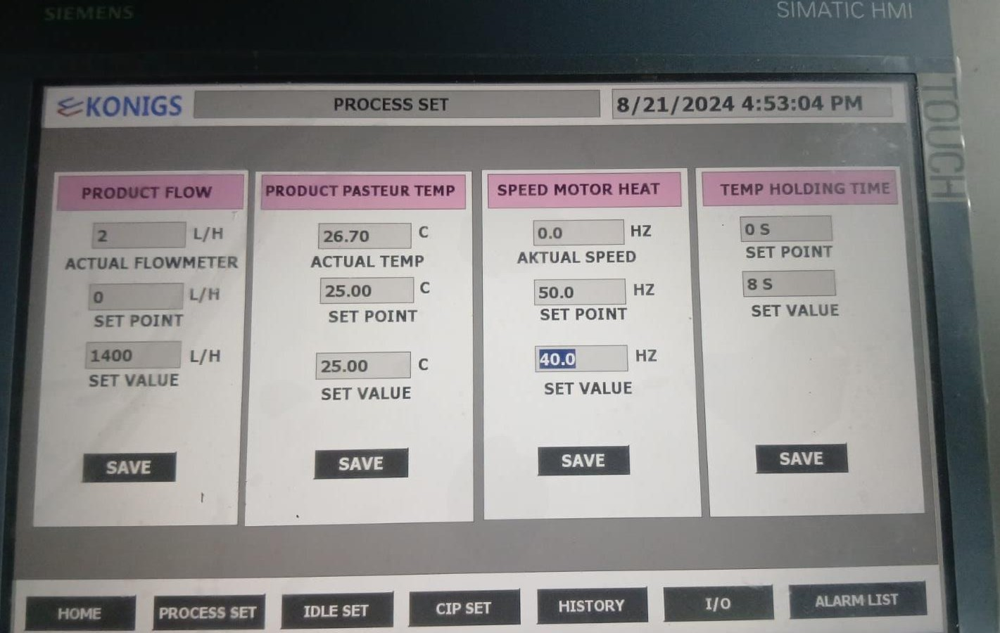 SIEMENS
SIMATIC HMI
TOUCH
KONIGS
PROCESS SET
8/21/2024 4:53:04 PM
PRODUCT FLOW
2 L/H
ACTUAL FLOWMETER
0 L/H
SET POINT
1400 L/H
SET VALUE
SAVE
PRODUCT PASTEUR TEMP
26.70 C
ACTUAL TEMP
25.00 C
SET POINT
25.00 C
SET VALUE
SAVE
SPEED MOTOR HEAT
0.0 HZ
AKTUAL SPEED
50.0 HZ
SET POINT
40.0 HZ
SET VALUE
SAVE
TEMP HOLDING TIME
0 S
SET POINT
8 S
SET VALUE
SAVE
HOME
PROCESS SET
IDLE SET
CIP SET
HISTORY
I/O
ALARM LIST